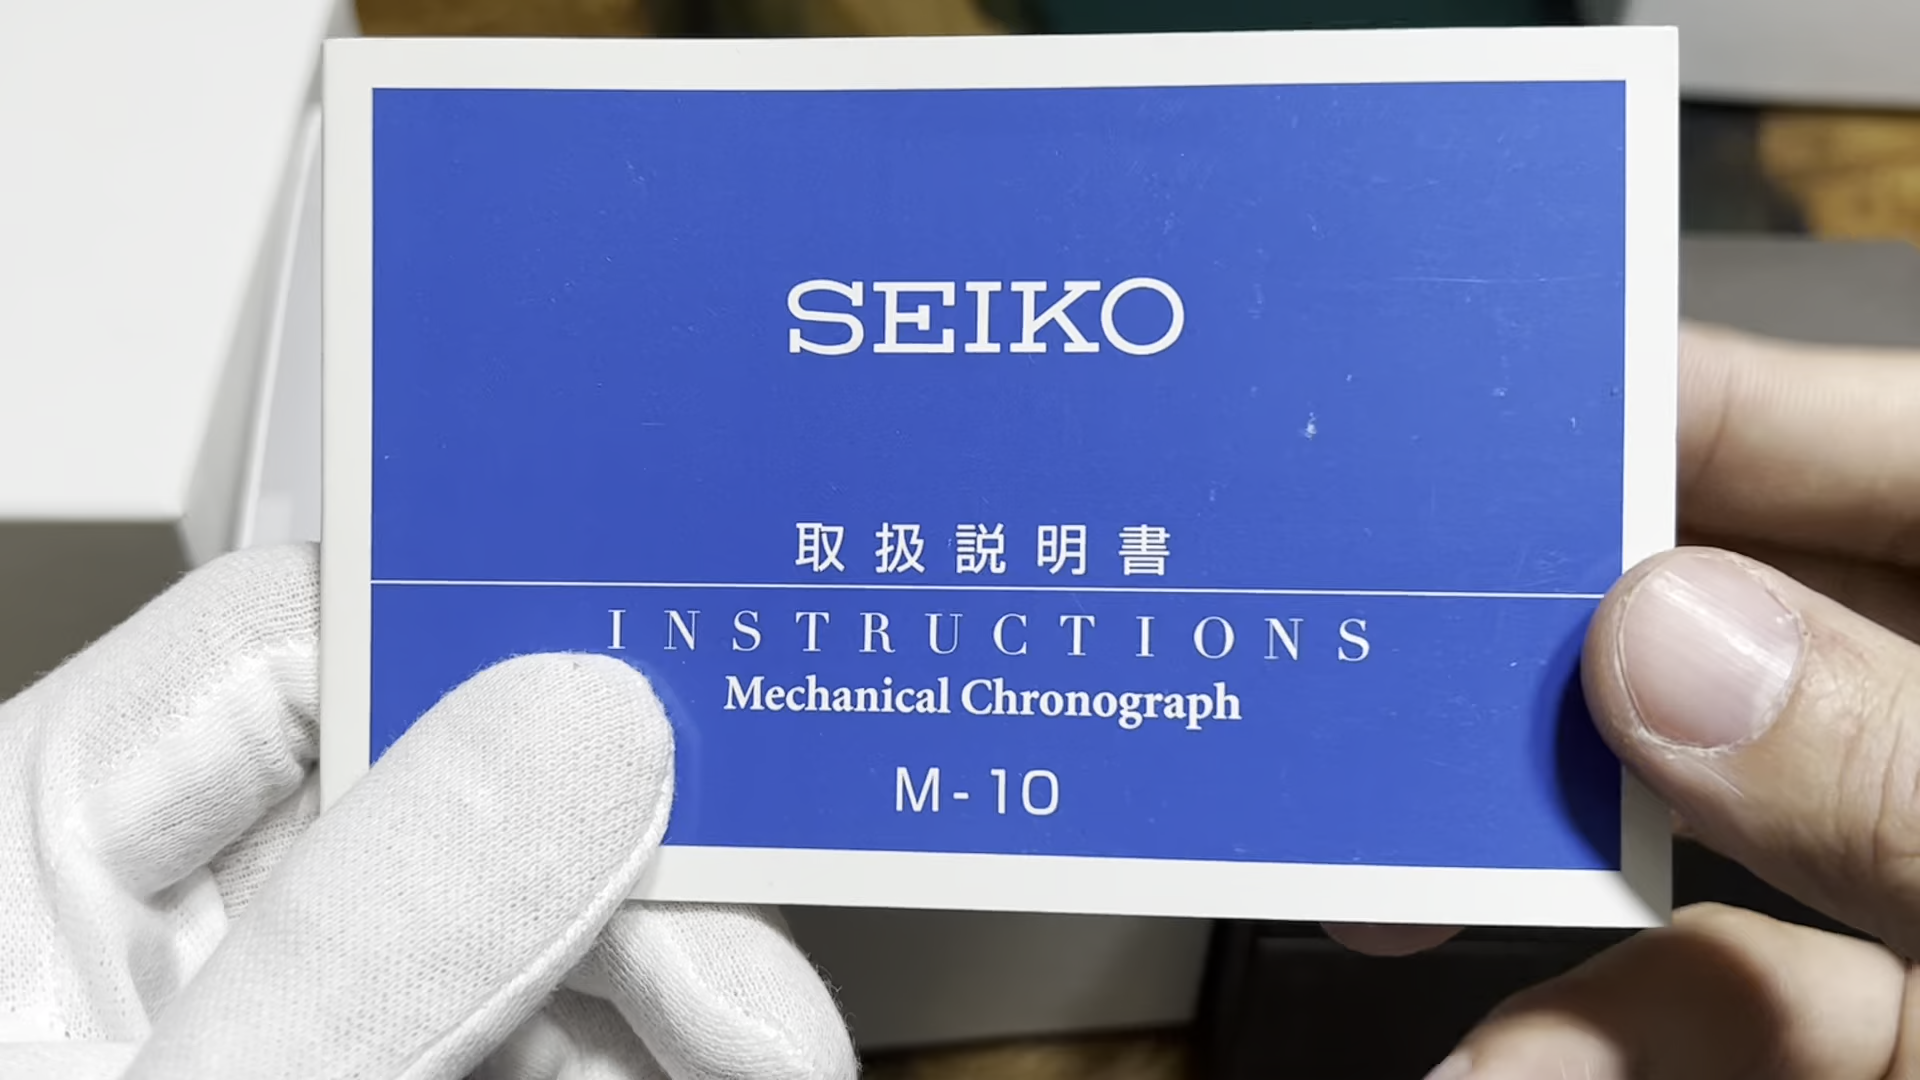 SEIKO
取扱説明書
INSTRUCTIONS
Mechanical Chronograph
M-10